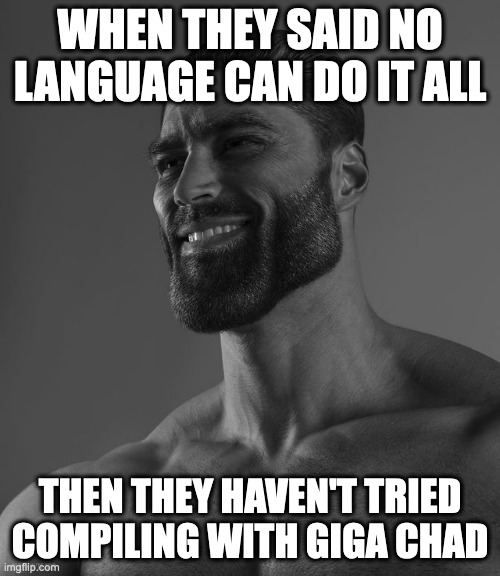 WHEN THEY SAID NO
LANGUAGE CAN DO IT ALL
THEN THEY HAVEN'T TRIED
COMPILING WITH GIGA CHAD
imgflip.com